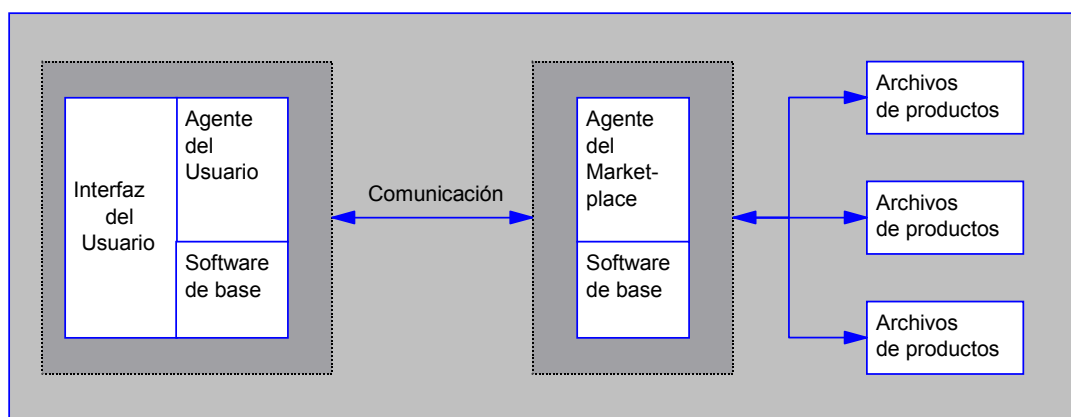 Interfaz
del
Usuario
Agente
del
Usuario
Software
de base
Comunicación
Agente
del
Market-
place
Software
de base
Archivos
de productos
Archivos
de productos
Archivos
de productos